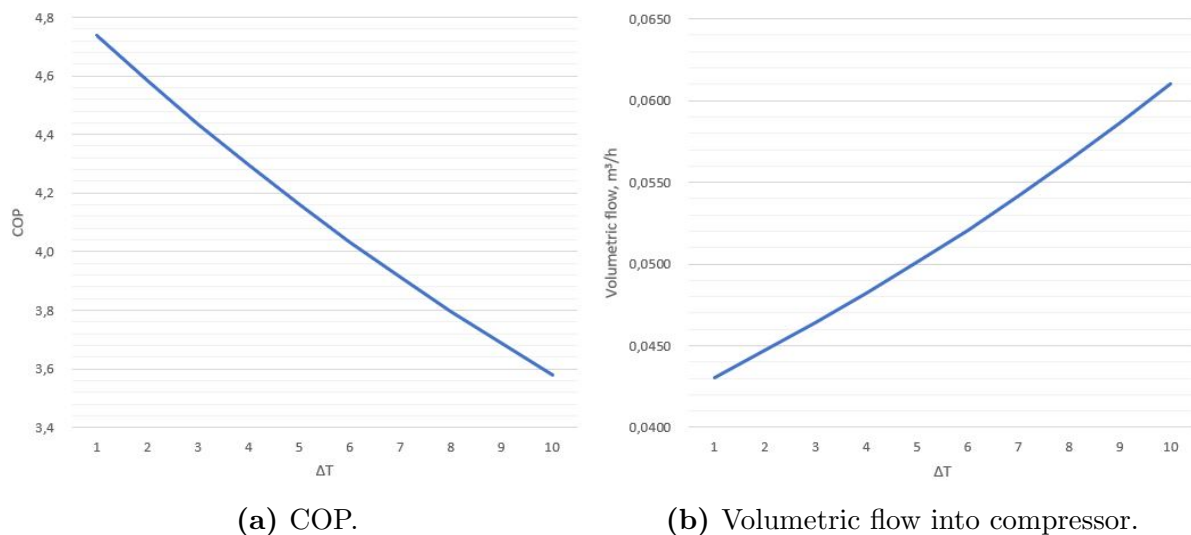 4,8
4,6
4,4
4,2
4,0
3,8
3,6
3,4
COP
1 2 3 4 5 6 7 8 9 10
ΔT
(a) COP.
0,0650
0,0600
0,0550
0,0500
0,0450
0,0400
Volumetric flow, m³/h
1 2 3 4 5 6 7 8 9 10
ΔT
(b) Volumetric flow into compressor.